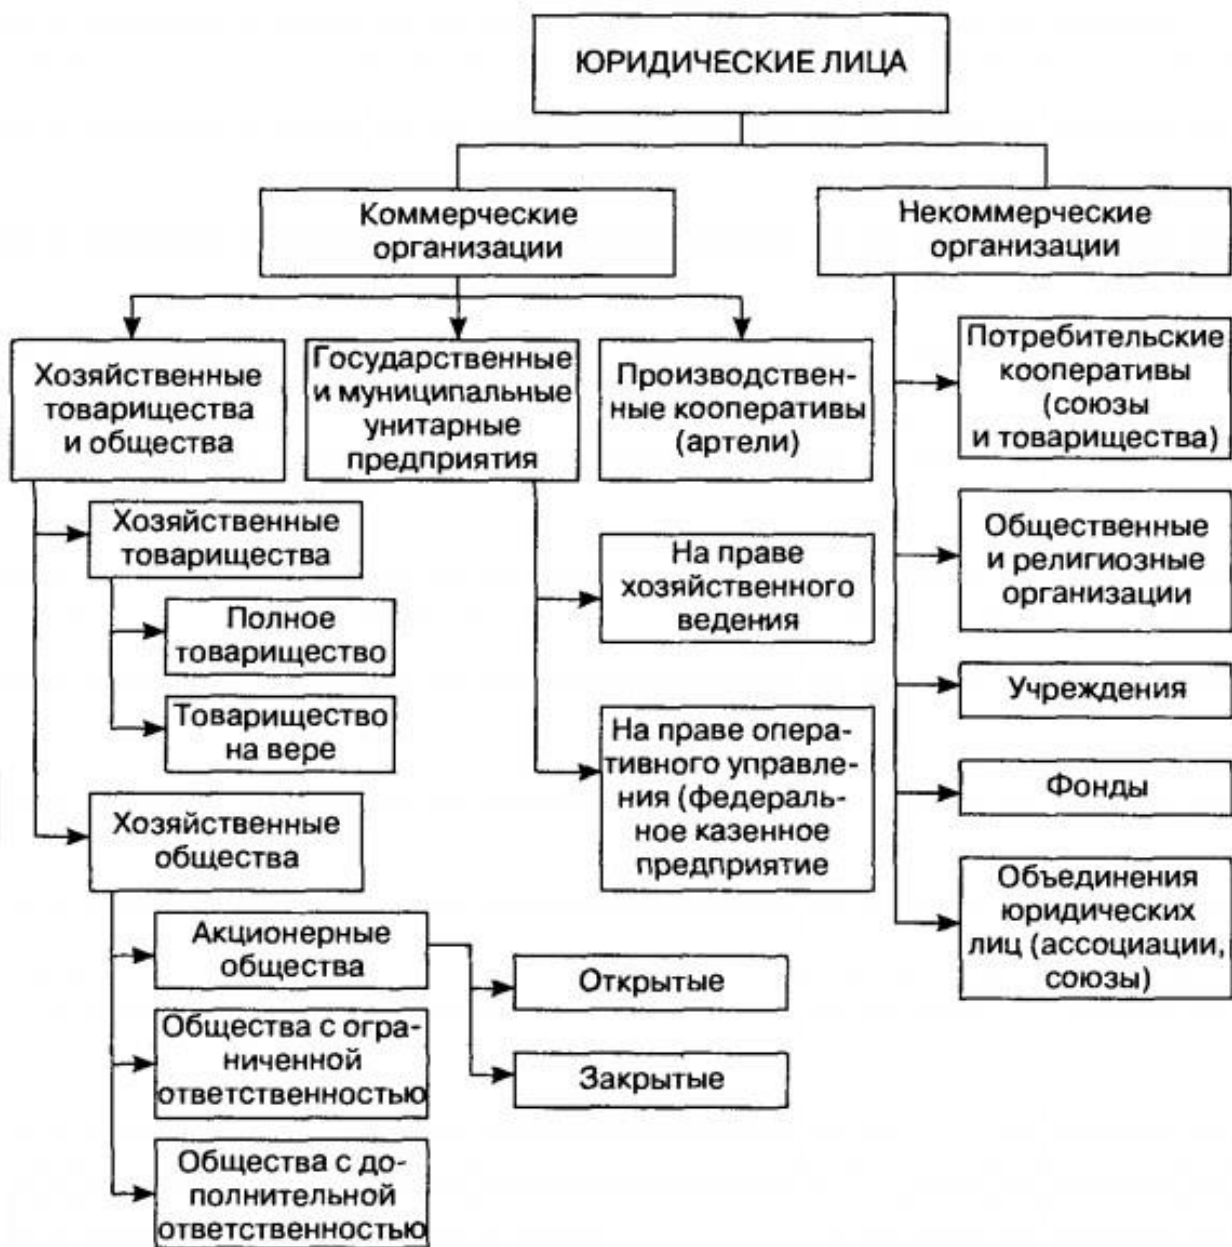 ЮРИДИЧЕСКИЕ ЛИЦА
Коммерческие
организации
Некоммерческие
организации
Хозяйственные
товарищества
и общества
Государственные
и муниципальные
унитарные
предприятия
Производствен-
ные кооперативы
(артели)
Потребительские
кооперативы
(союзы
и товарищества)
Хозяйственные
товарищества
Полное
товарищество
Товарищество
на вере
Хозяйственные
общества
Акционерные
общества
Общества с огра-
ниченной
ответственностью
Общества с до-
полнительной
ответственностью
Открытые
Закрытые
На праве
хозяйственного
ведения
На праве опера-
тивного управле-
ния (федераль-
ное казенное
предприятие
Общественные
и религиозные
организации
Учреждения
Фонды
Объединения
юридических
лиц (ассоциации,
союзы)